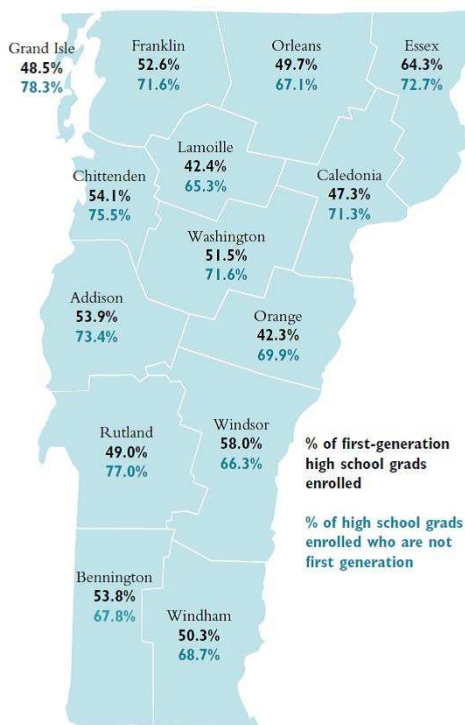 Grand Isle
48.5%
78.3%
Franklin
52.6%
71.6%
Orleans
49.7%
67.1%
Essex
64.3%
72.7%
Lamoille
42.4%
65.3%
Chittenden
54.1%
75.5%
Caledonia
47.3%
71.3%
Washington
51.5%
71.6%
Addison
53.9%
73.4%
Orange
42.3%
69.9%
Rutland
49.0%
77.0%
Windsor
58.0%
66.3%
% of first-generation
high school grads
enrolled
% of high school grads
enrolled who are not
first generation
Bennington
53.8%
67.8%
Windham
50.3%
68.7%